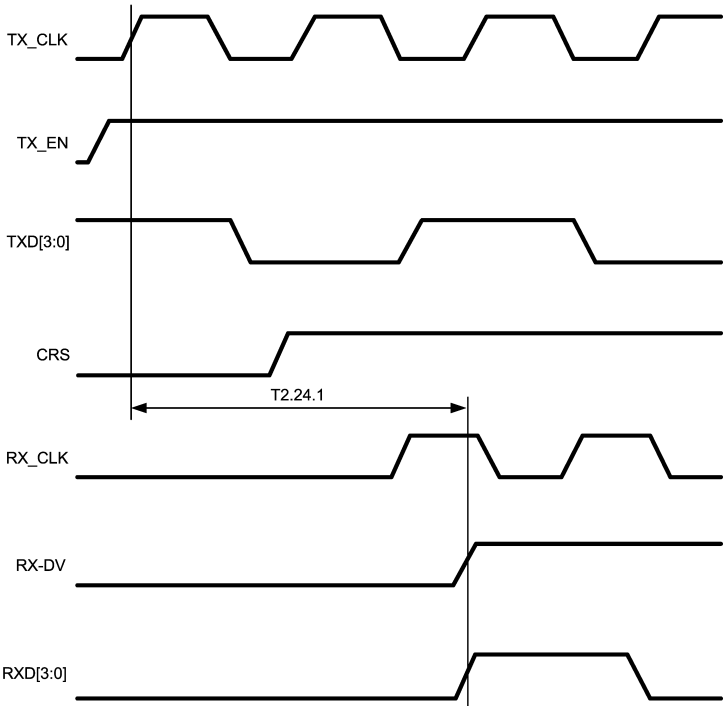 TX_CLK
TX_EN
TXD[3:0]
CRS
T2.24.1
RX_CLK
RX-DV
RXD[3:0]